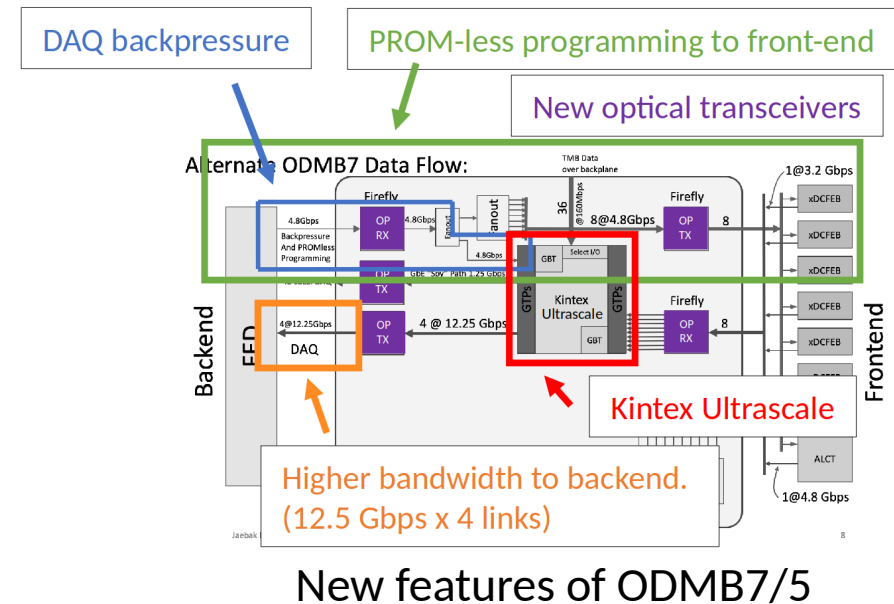 DAQ backpressure
PROM-less programming to front-end
New optical transceivers
Alternate ODMB7 Data Flow:
TMB Data
over backplane
1@3.2 Gbps
Firefly
Firefly
36
@160Mbps
4.8Gbps
OP
RX
4.8Gbps
Fanout
Fanout
8@4.8Gbps
OP
TX
8
xDCFEB
xDCFEB
xDCFEB
xDCFEB
xDCFEB
Backpressure
And PROMless
Programming
4.8Gbps
GBT
Select I/O
OP
TX
GbE "Spy" Path 1.25 Gbps
GTPs
Kintex
Ultrascale
GTPs
GBT
Firefly
OP
RX
8
Backend
FED
4@12.25Gbps
DAQ
OP
TX
4 @ 12.25 Gbps
Frontend
Kintex Ultrascale
ALCT
1@4.8 Gbps
Higher bandwidth to backend.
(12.5 Gbps x 4 links)
Jaebak
8
New features of ODMB7/5